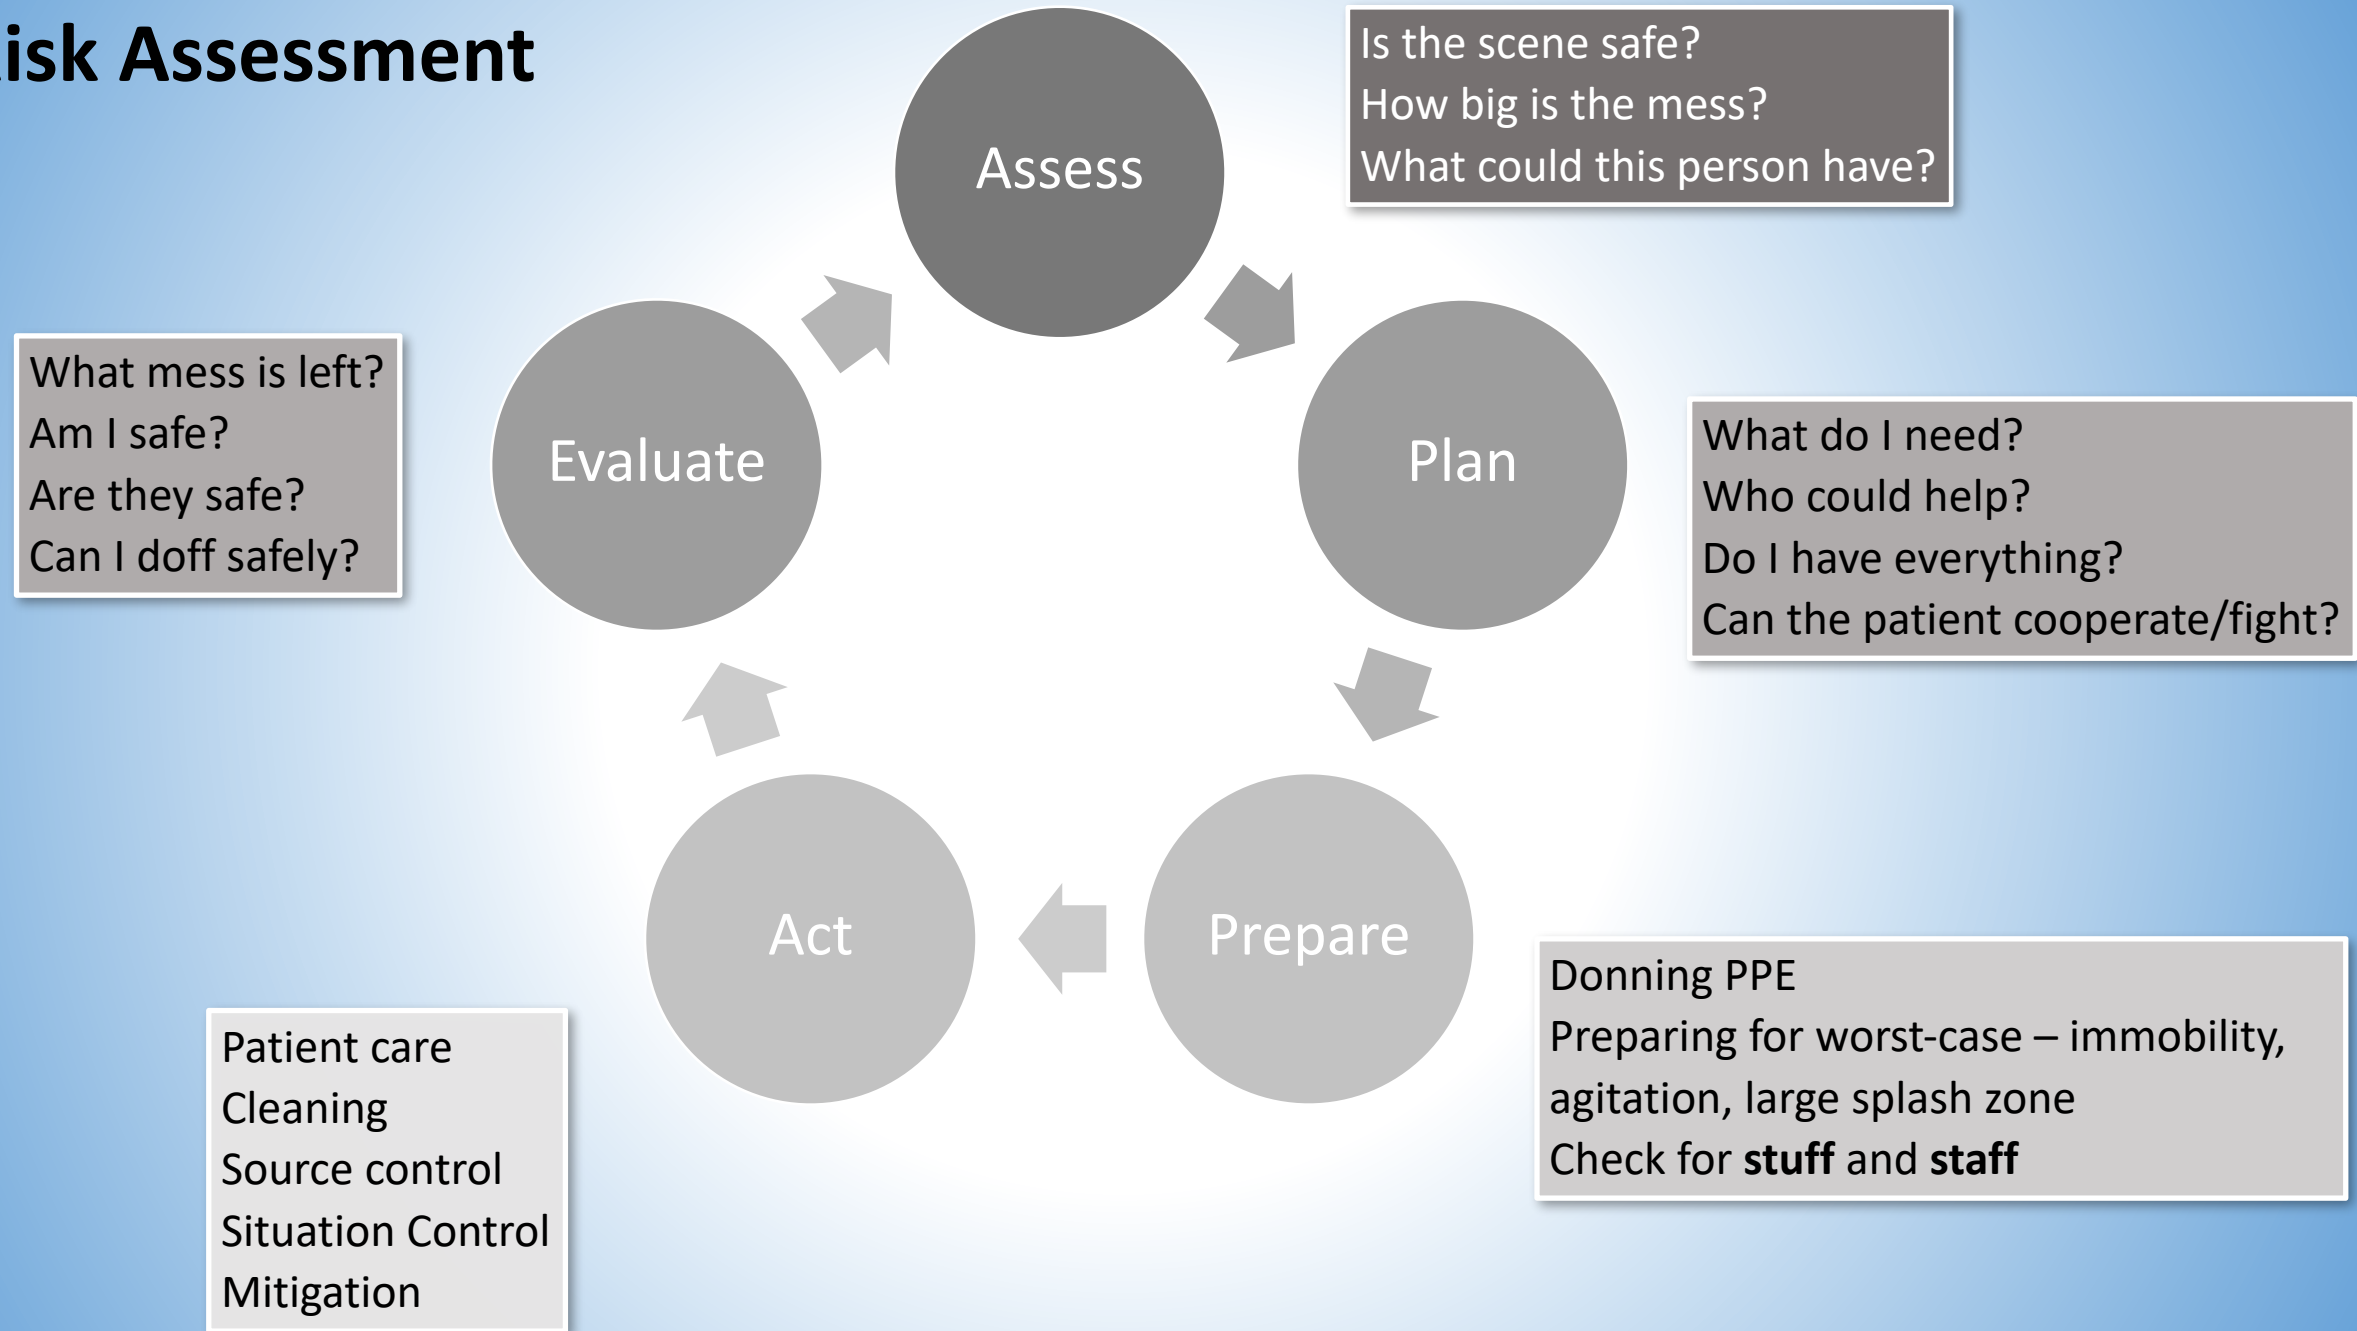 isk Assessment
Assess
Is the scene safe?
How big is the mess?
What could this person have?
Plan
What do I need?
Who could help?
Do I have everything?
Can the patient cooperate/fight?
Prepare
Donning PPE
Preparing for worst-case – immobility,
agitation, large splash zone
Check for stuff and staff
Act
Patient care
Cleaning
Source control
Situation Control
Mitigation
Evaluate
What mess is left?
Am I safe?
Are they safe?
Can I doff safely?